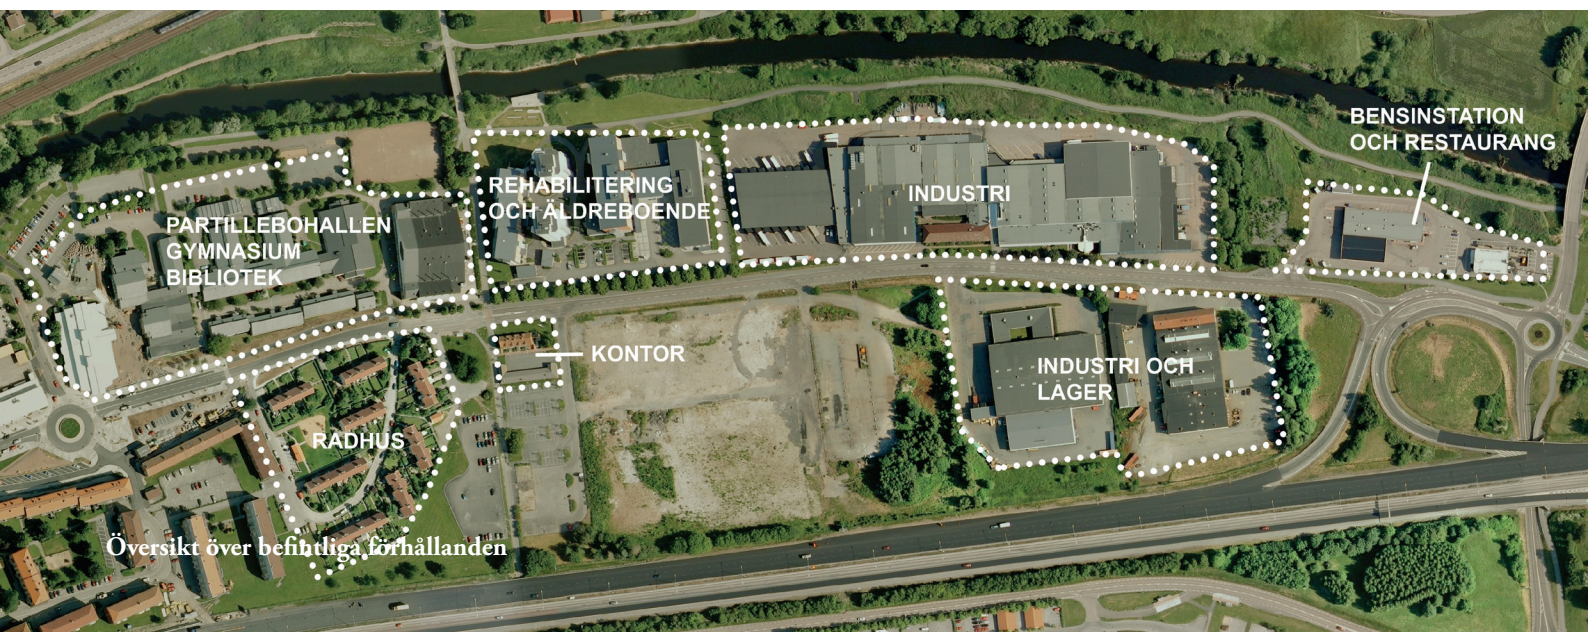 BENSINSTATION
OCH RESTAURANG
REHABILITERING
OCH ÄLDREBOENDE
INDUSTRI
PARTILLEBOHALLEN
GYMNASIUM
BIBLIOTEK
KONTOR
INDUSTRI OCH
LAGER
RADHUS
Översikt över befintliga förhållanden